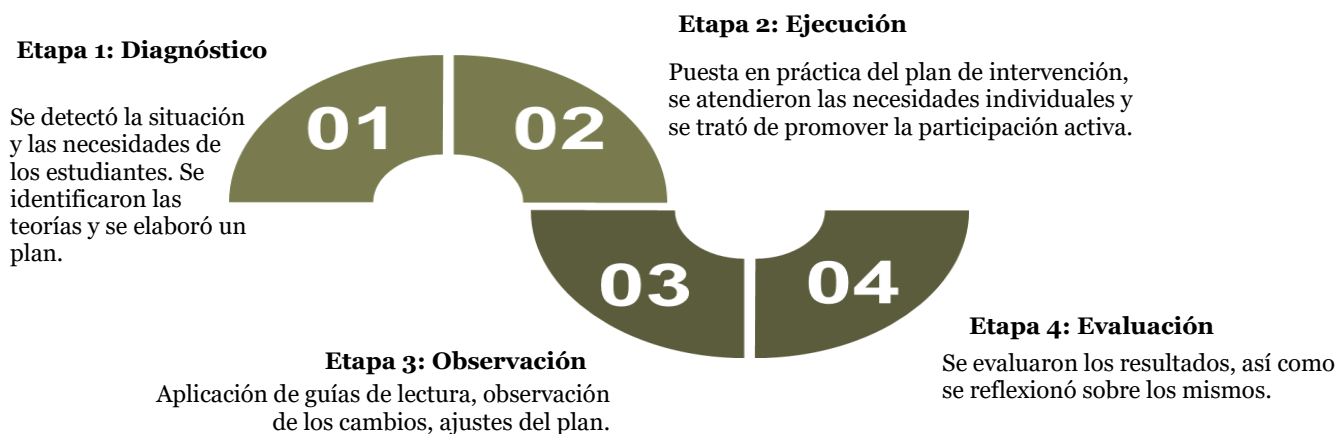 Etapa 1: Diagnóstico
Se detectó la situación
y las necesidades de
los estudiantes. Se
identificaron las
teorías y se elaboró un
plan.
01
02
Etapa 2: Ejecución
Puesta en práctica del plan de intervención,
se atendieron las necesidades individuales y
se trató de promover la participación activa.
03
04
Etapa 3: Observación
Aplicación de guías de lectura, observación
de los cambios, ajustes del plan.
Etapa 4: Evaluación
Se evaluaron los resultados, así como
se reflexionó sobre los mismos.